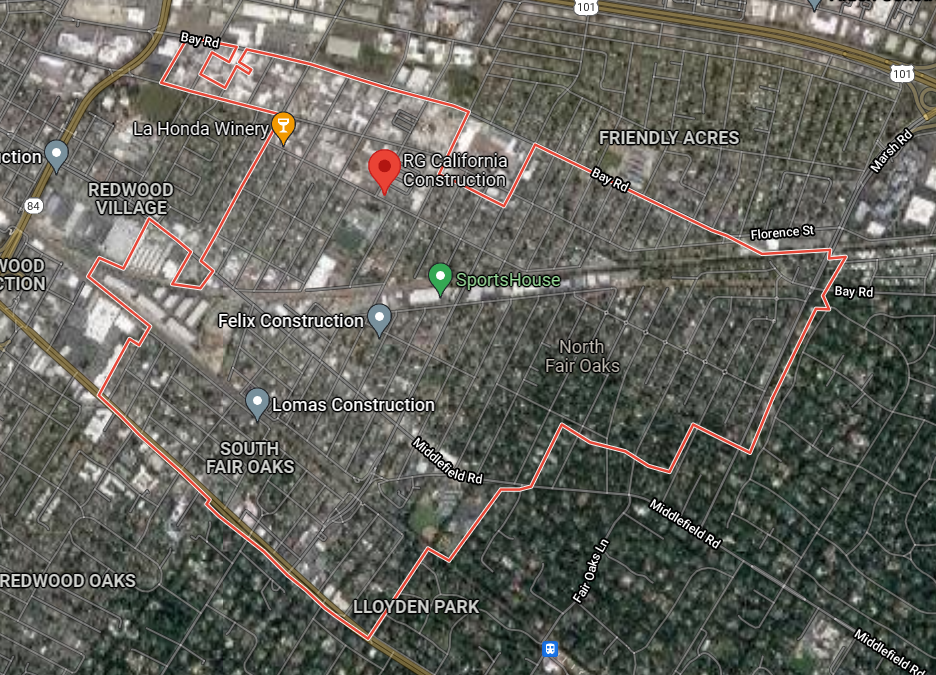 101
Bay Rd
101
La Honda Winery
FRIENDLY ACRES
Marsh Rd
uction
RG California
Construction
REDWOOD
VILLAGE
Bay Rd
84
Florence St
WOOD
CTION
SportsHouse
Bay Rd
Felix Construction
North
Fair Oaks
Lomas Construction
SOUTH
FAIR OAKS
Middlefield Rd
Middlefield Rd
Fair Oaks Ln
REDWOOD OAKS
LLOYDEN PARK
Middlefield Rd